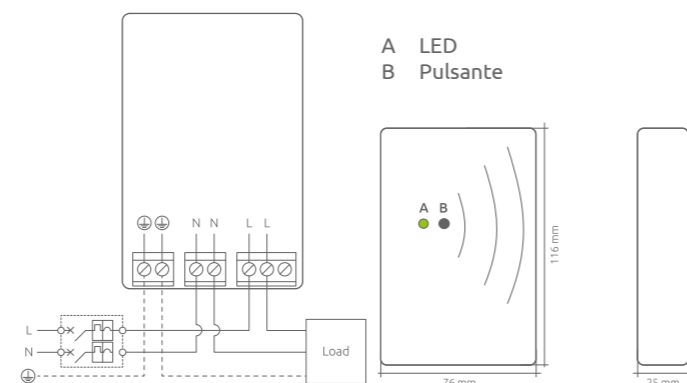 A LED
B Pulsante
N N L L
A B
116 mm
L
N
Load
76 mm
25 mm